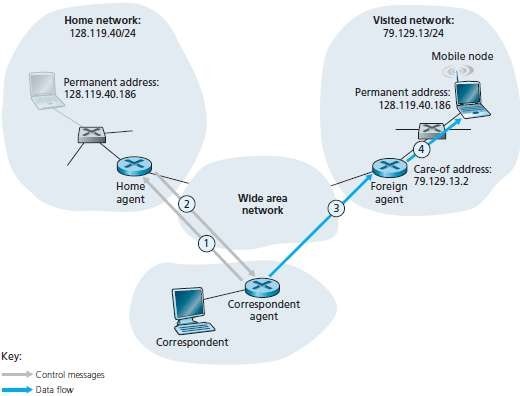 Home network:
128.119.40/24
Visited network:
79.129.13/24
Mobile node
Permanent address:
128.119.40.186
Permanent address:
128.119.40.186
4
Care-of address:
79.129.13.2
Home
agent
Foreign
agent
Wide area
network
2
3
1
Correspondent
agent
Correspondent
Key:
Control messages
Data flow